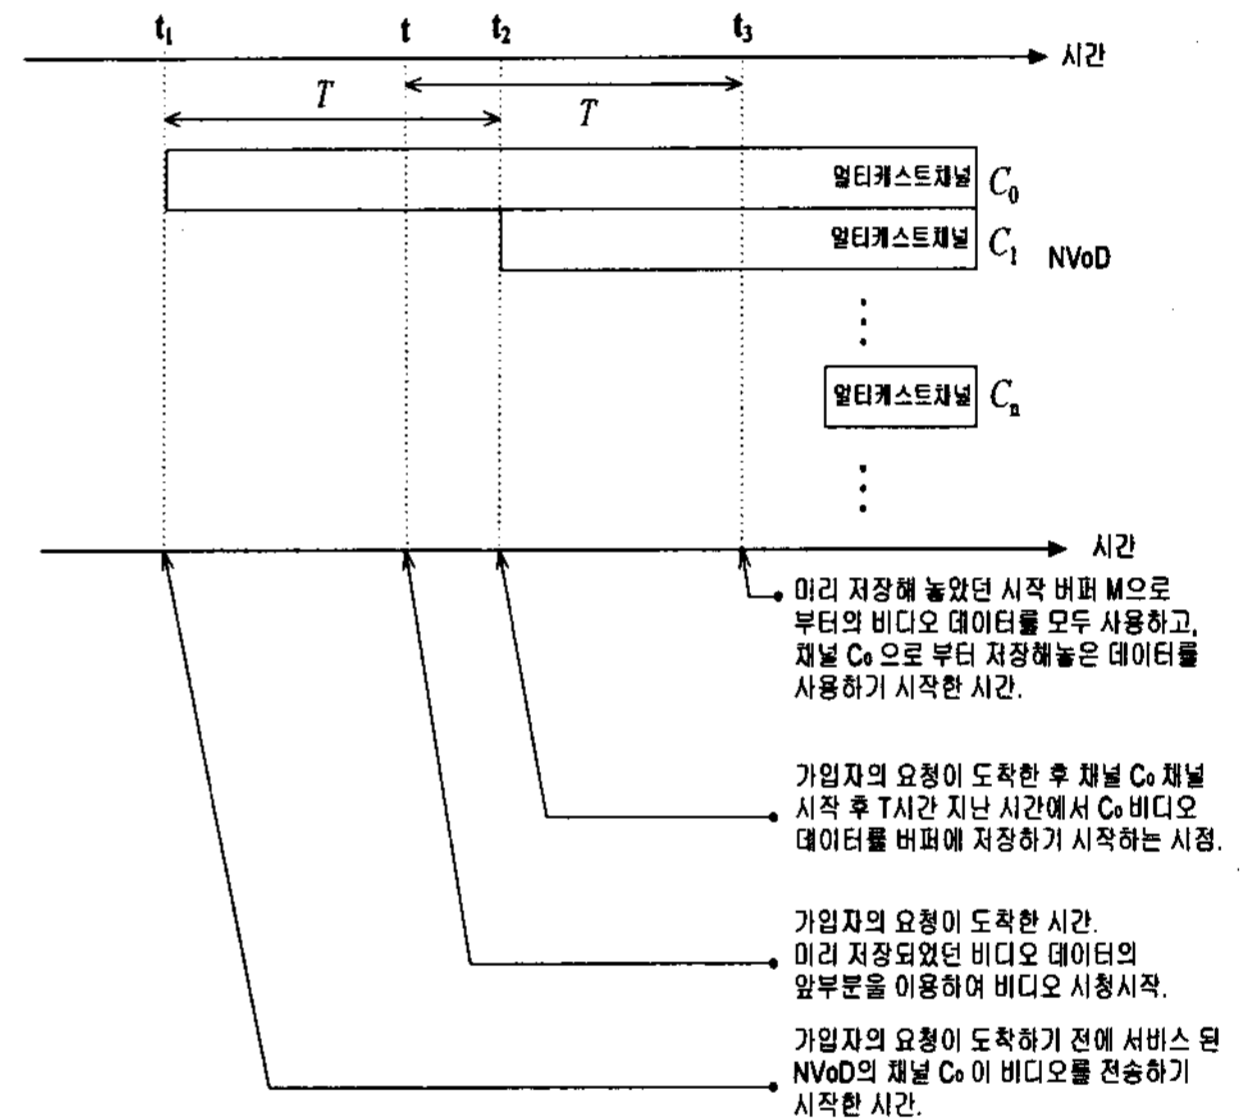 t₁ t t₂ t₃
시간
T
T
멀티캐스트채널 C₀
멀티캐스트채널 C₁ NVoD
멀티캐스트채널 Cₙ
시간
미리 저장해 놓았던 시작 버퍼 M으로
부터의 비디오 데이터를 모두 사용하고,
채널 C₀ 으로 부터 저장해놓은 데이터를
사용하기 시작한 시간.
가입자의 요청이 도착한 후 채널 C₀ 채널
시작 후 T시간 지난 시간에서 C₀ 비디오
데이터를 버퍼에 저장하기 시작하는 시점.
가입자의 요청이 도착한 시간.
미리 저장되었던 비디오 데이터의
앞부분을 이용하여 비디오 시청시작.
가입자의 요청이 도착하기 전에 서비스 된
NVoD의 채널 C₀ 이 비디오를 전송하기
시작한 시간.